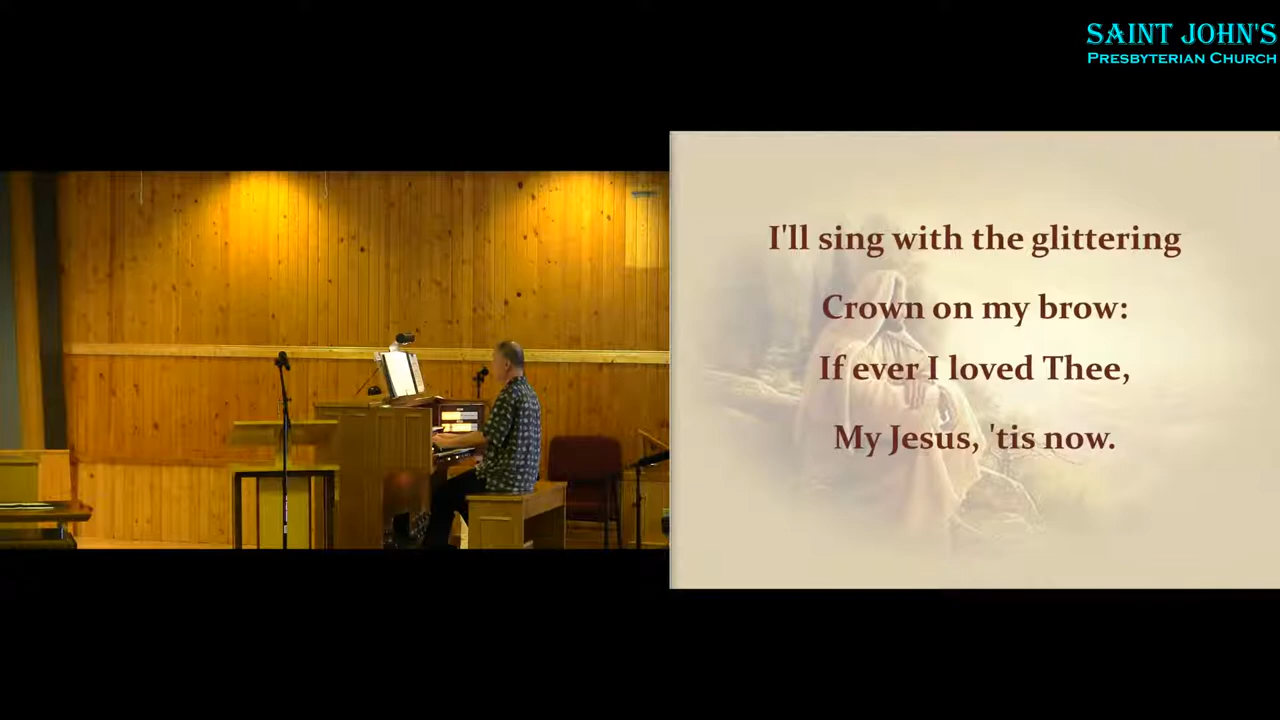 SAINT JOHN'S
PRESBYTERIAN CHURCH
I'll sing with the glittering
Crown on my brow:
If ever I loved Thee,
My Jesus, 'tis now.